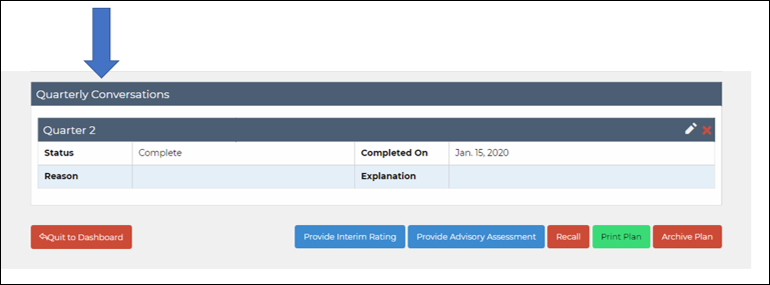 Quarterly Conversations
Quarter 2
Status Complete Completed On Jan. 15, 2020
Reason Explanation
Quit to Dashboard Provide Interim Rating Provide Advisory Assessment Recall Print Plan Archive Plan